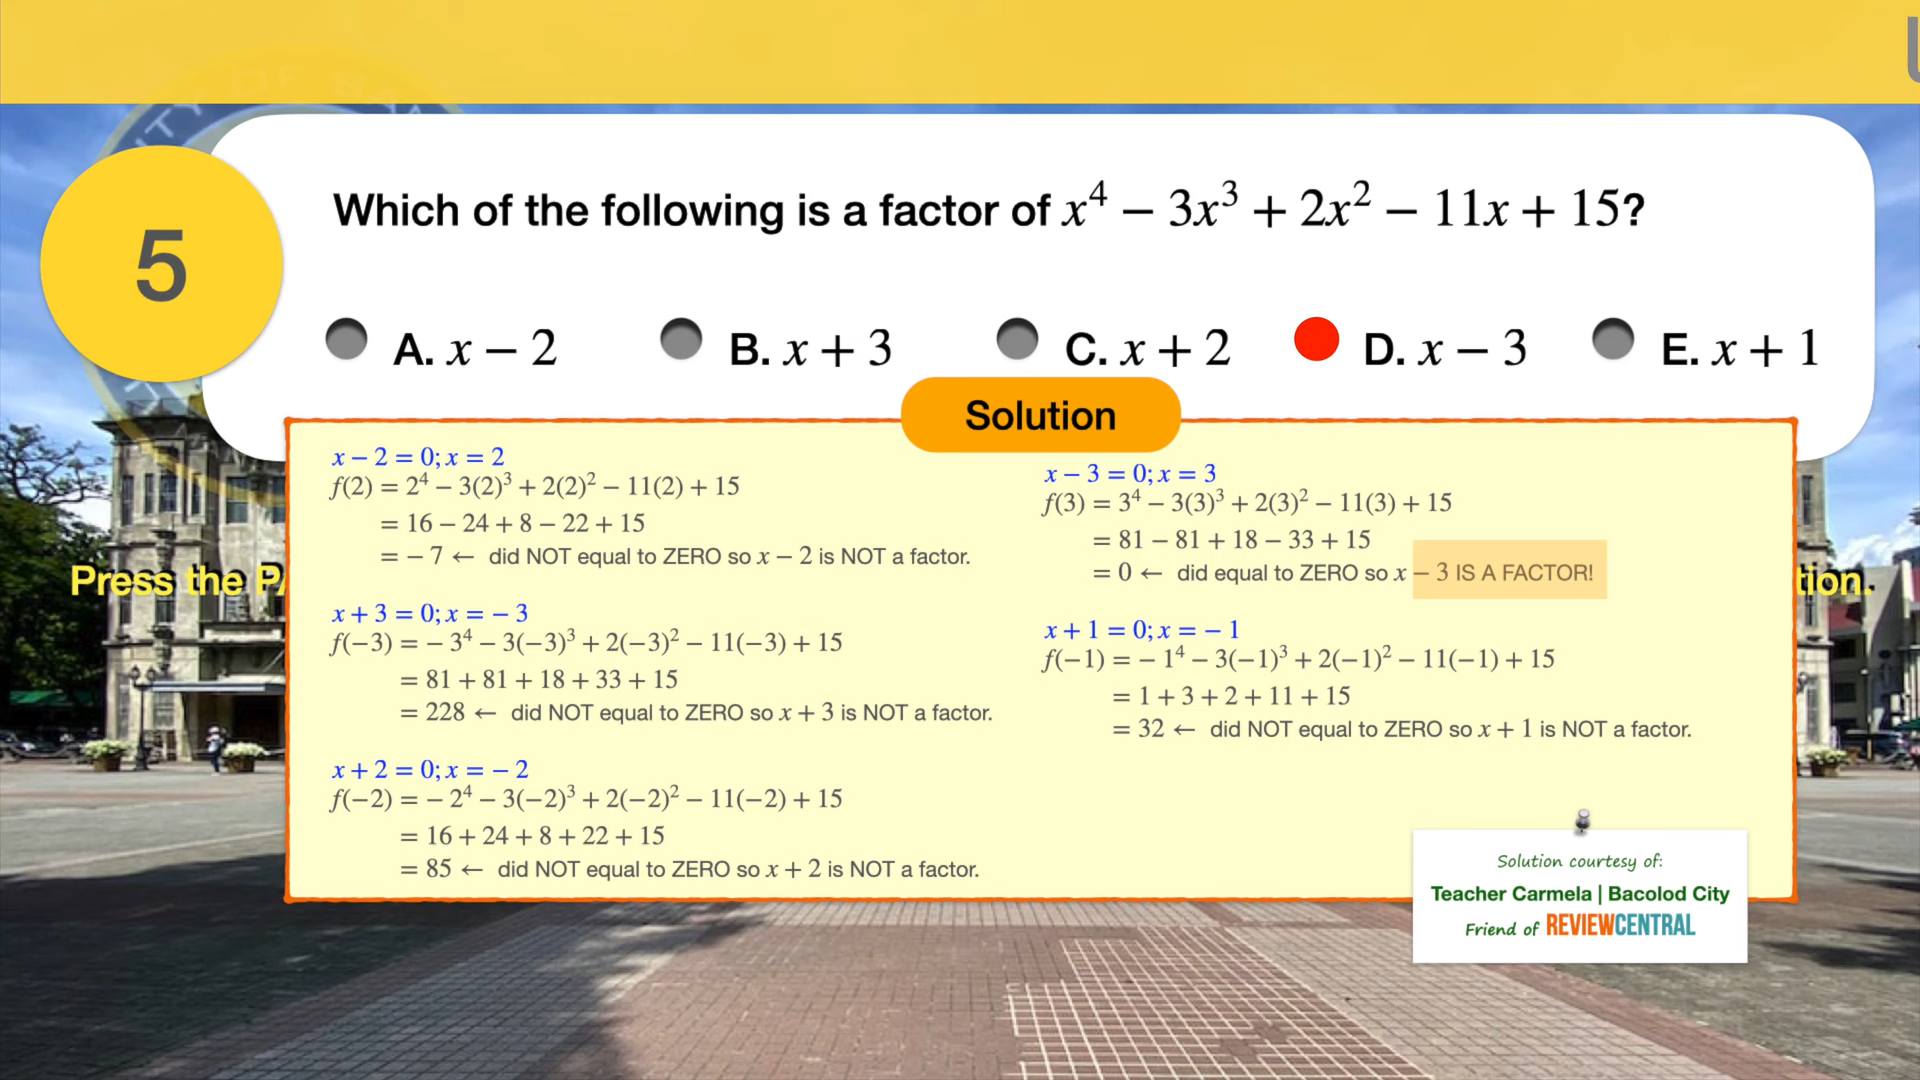 5
Which of the following is a factor of x⁴ − 3x³ + 2x² − 11x + 15?
A. x − 2
B. x + 3
C. x + 2
D. x − 3
E. x + 1
Solution
x − 2 = 0; x = 2
f(2) = 2⁴ − 3(2)³ + 2(2)² − 11(2) + 15
= 16 − 24 + 8 − 22 + 15
= − 7 ← did NOT equal to ZERO so x − 2 is NOT a factor.
x + 3 = 0; x = − 3
f(−3) = − 3⁴ − 3(−3)³ + 2(−3)² − 11(−3) + 15
= 81 + 81 + 18 + 33 + 15
= 228 ← did NOT equal to ZERO so x + 3 is NOT a factor.
x + 2 = 0; x = − 2
f(−2) = − 2⁴ − 3(−2)³ + 2(−2)² − 11(−2) + 15
= 16 + 24 + 8 + 22 + 15
= 85 ← did NOT equal to ZERO so x + 2 is NOT a factor.
x − 3 = 0; x = 3
f(3) = 3⁴ − 3(3)³ + 2(3)² − 11(3) + 15
= 81 − 81 + 18 − 33 + 15
= 0 ← did equal to ZERO so x − 3 IS A FACTOR!
x + 1 = 0; x = − 1
f(−1) = − 1⁴ − 3(−1)³ + 2(−1)² − 11(−1) + 15
= 1 + 3 + 2 + 11 + 15
= 32 ← did NOT equal to ZERO so x + 1 is NOT a factor.
Press the
tion.
Solution courtesy of:
Teacher Carmela | Bacolod City
Friend of REVIEWCENTRAL